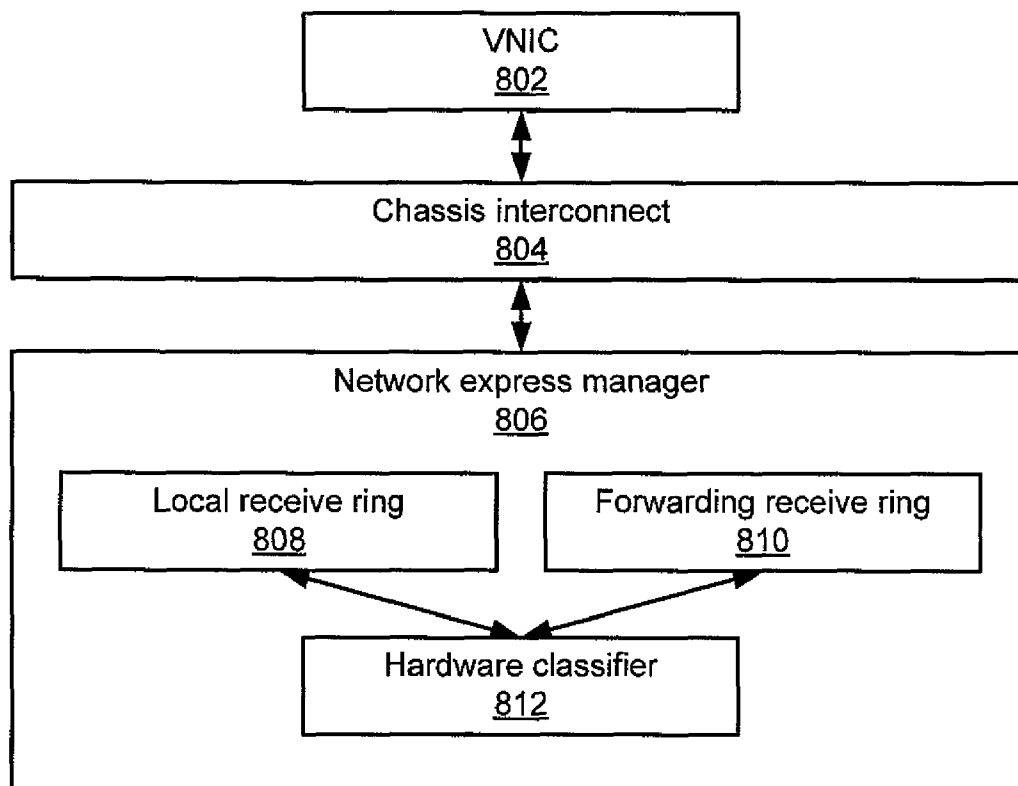 VNIC
802
Chassis interconnect
804
Network express manager
806
Local receive ring
808
Forwarding receive ring
810
Hardware classifier
812